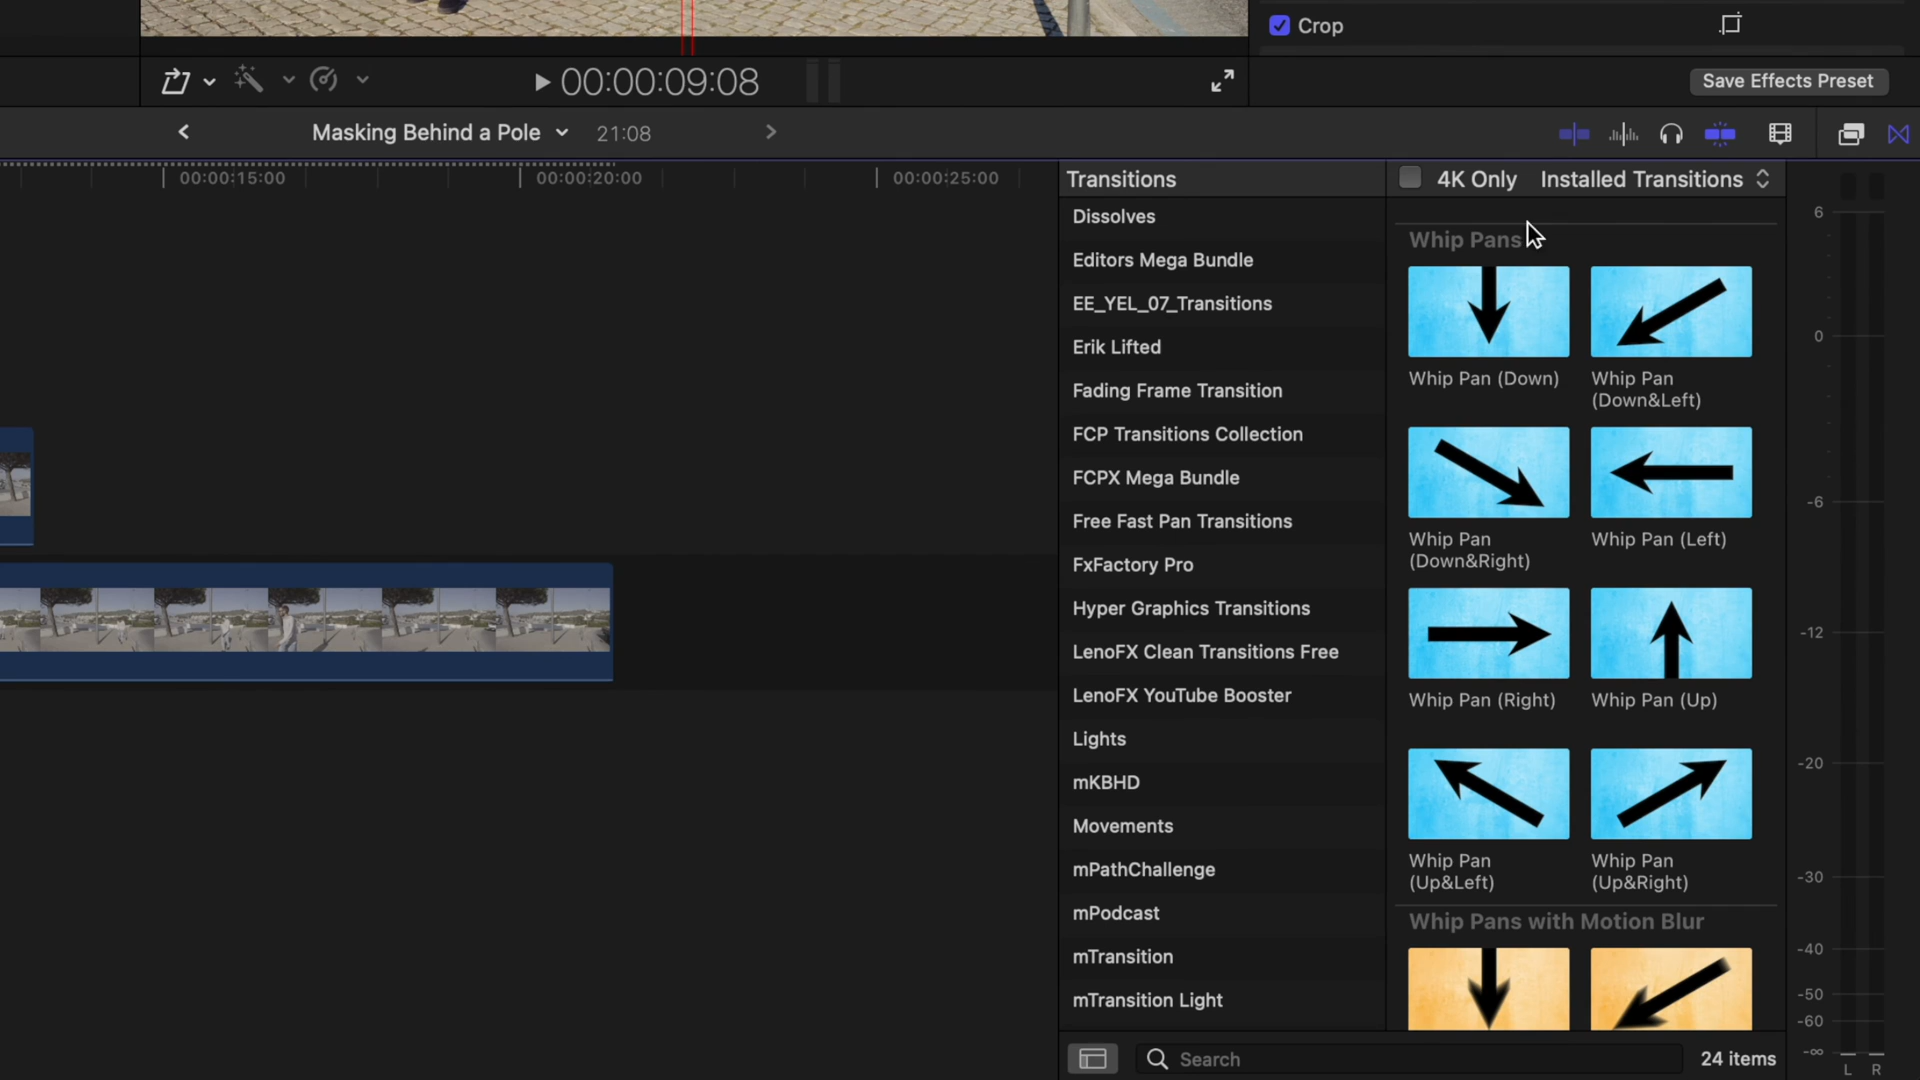 Crop
00:00:09:08
Save Effects Preset
Masking Behind a Pole
21:08
00:00:15:00
00:00:20:00
00:00:25:00
Transitions
4K Only
Installed Transitions
Dissolves
Editors Mega Bundle
EE_YEL_07_Transitions
Erik Lifted
Fading Frame Transition
FCP Transitions Collection
FCPX Mega Bundle
Free Fast Pan Transitions
FxFactory Pro
Hyper Graphics Transitions
LenoFX Clean Transitions Free
LenoFX YouTube Booster
Lights
mKBHD
Movements
mPathChallenge
mPodcast
mTransition
mTransition Light
Whip Pans
Whip Pan (Down)
Whip Pan
(Down&Left)
Whip Pan
(Down&Right)
Whip Pan (Left)
Whip Pan (Right)
Whip Pan (Up)
Whip Pan
(Up&Left)
Whip Pan
(Up&Right)
Whip Pans with Motion Blur
Search
24 items
6
0
-6
-12
-20
-30
-40
-50
-60
-∞
L
R